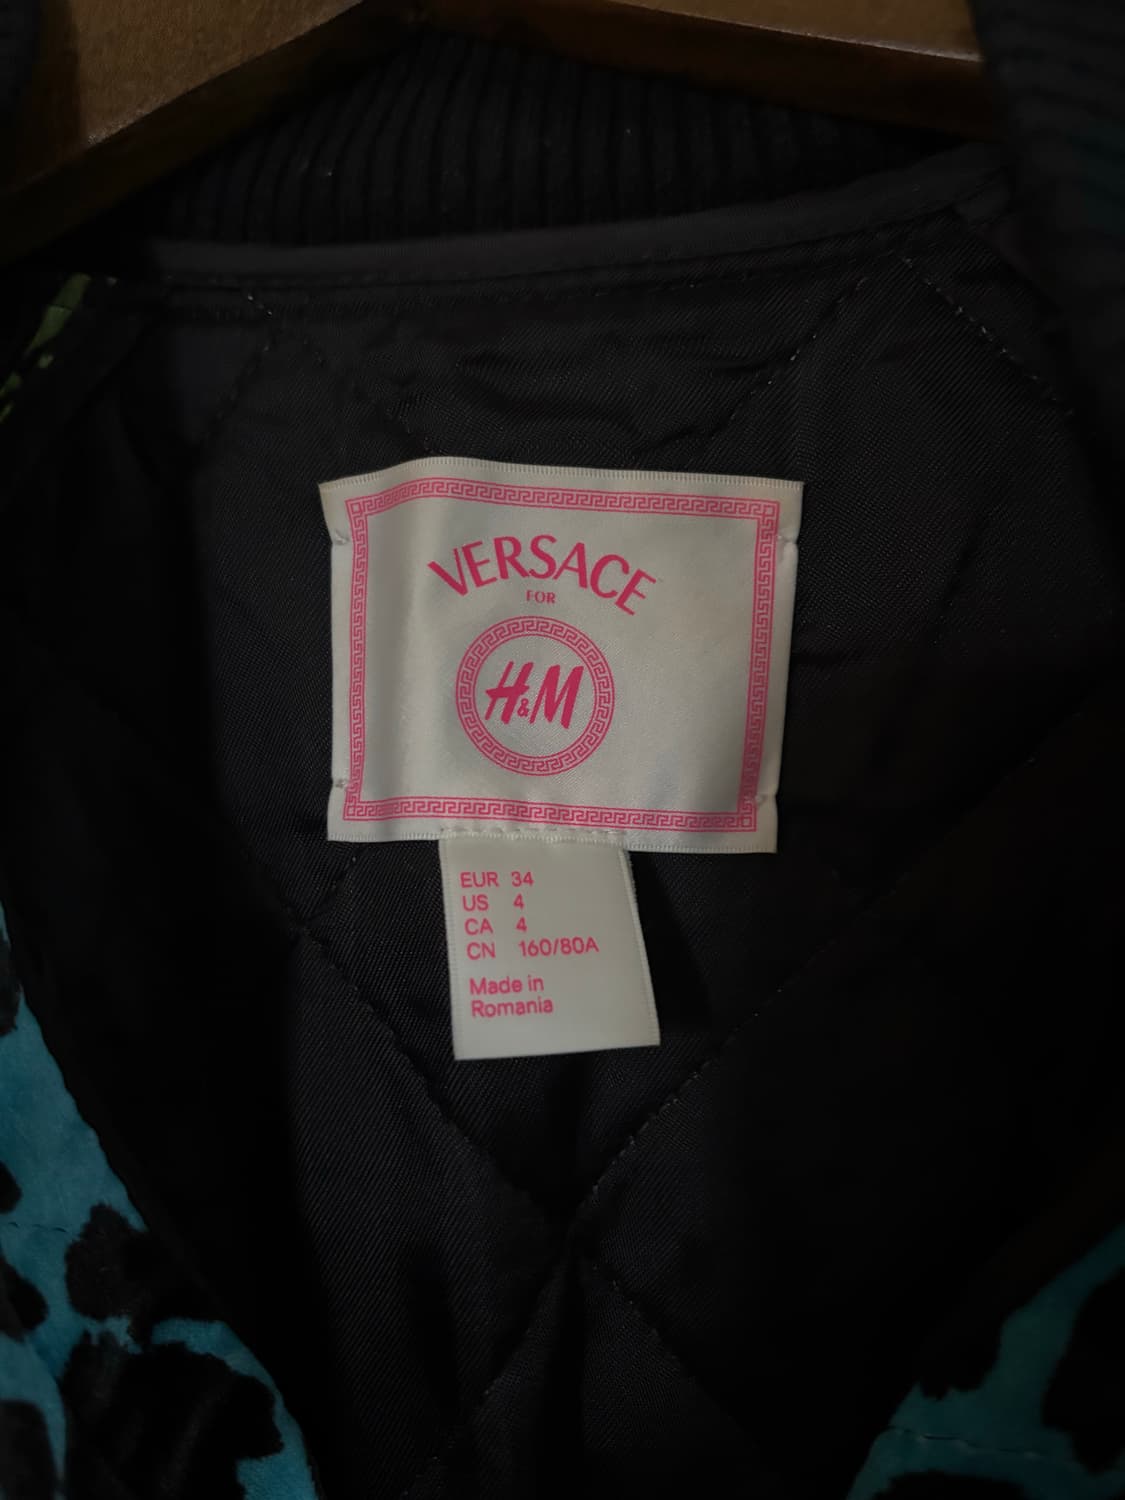 VERSACE
FOR
H&M
EUR 34
US 4
CA 4
CN 160/80A
Made in
Romania